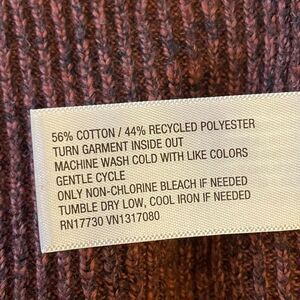 56% COTTON / 44% RECYCLED POLYESTER
TURN GARMENT INSIDE OUT
MACHINE WASH COLD WITH LIKE COLORS
GENTLE CYCLE
ONLY NON-CHLORINE BLEACH IF NEEDED
TUMBLE DRY LOW, COOL IRON IF NEEDED
RN17730 VN1317080